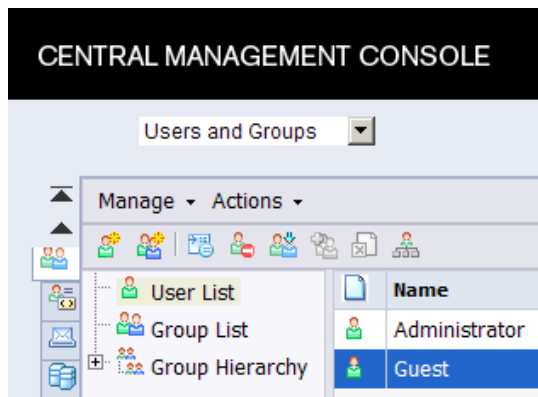 CENTRAL MANAGEMENT CONSOLE
Users and Groups
Manage Actions
User List
Name
Group List
Administrator
Group Hierarchy
Guest